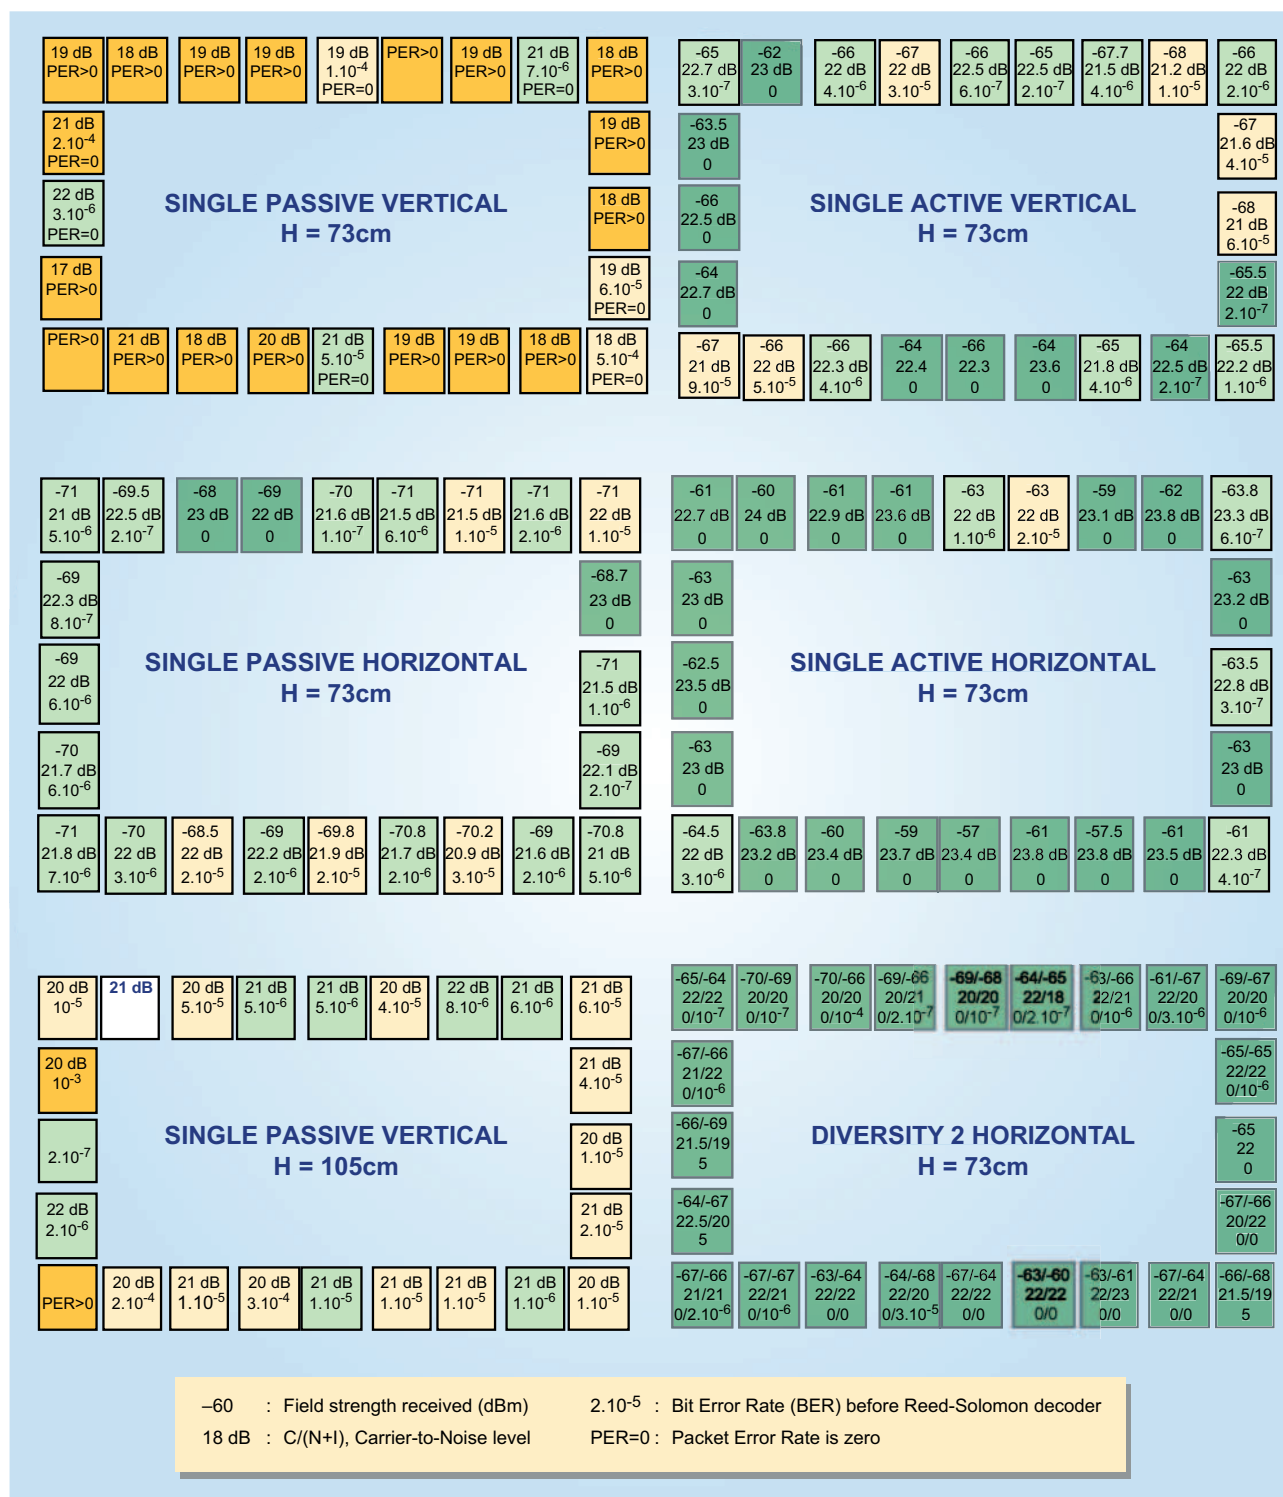 19 dB
PER>0
18 dB
PER>0
19 dB
PER>0
19 dB
PER>0
19 dB
1.10-4
PER=0
PER>0
19 dB
PER>0
21 dB
7.10-6
PER=0
18 dB
PER>0
21 dB
2.10-4
PER=0
19 dB
PER>0
22 dB
3.10-6
PER=0
18 dB
PER>0
17 dB
PER>0
19 dB
6.10-5
PER=0
SINGLE PASSIVE VERTICAL
H = 73cm
PER>0
21 dB
PER>0
18 dB
PER>0
20 dB
PER>0
21 dB
5.10-5
PER=0
19 dB
PER>0
19 dB
PER>0
18 dB
PER>0
18 dB
5.10-4
PER=0
-65
22.7 dB
3.10-7
-62
23 dB
0
-66
22 dB
4.10-6
-67
22 dB
3.10-5
-66
22.5 dB
6.10-7
-65
22.5 dB
2.10-7
-67.7
21.5 dB
4.10-6
-68
21.2 dB
1.10-5
-66
22 dB
2.10-6
-63.5
23 dB
0
-67
21.6 dB
4.10-5
-66
22.5 dB
0
-68
21 dB
6.10-5
-64
22.7 dB
0
-65.5
22 dB
2.10-7
SINGLE ACTIVE VERTICAL
H = 73cm
-67
21 dB
9.10-5
-66
22 dB
5.10-5
-66
22.3 dB
4.10-6
-64
22.4
0
-66
22.3
0
-64
23.6
0
-65
21.8 dB
4.10-6
-64
22.5 dB
2.10-7
-65.5
22.2 dB
1.10-6
-71
21 dB
5.10-6
-69.5
22.5 dB
2.10-7
-68
23 dB
0
-69
22 dB
0
-70
21.6 dB
1.10-7
-71
21.5 dB
6.10-6
-71
21.5 dB
1.10-5
-71
21.6 dB
2.10-6
-71
22 dB
1.10-5
-69
22.3 dB
8.10-7
-68.7
23 dB
0
-69
22 dB
6.10-6
-71
21.5 dB
1.10-6
-70
21.7 dB
6.10-6
-69
22.1 dB
2.10-7
SINGLE PASSIVE HORIZONTAL
H = 73cm
-71
21.8 dB
7.10-6
-70
22 dB
3.10-6
-68.5
22 dB
2.10-5
-69
22.2 dB
2.10-6
-69.8
21.9 dB
2.10-5
-70.8
21.7 dB
2.10-6
-70.2
20.9 dB
3.10-5
-69
21.6 dB
2.10-6
-70.8
21 dB
5.10-6
-61
22.7 dB
0
-60
24 dB
0
-61
22.9 dB
0
-61
23.6 dB
0
-63
22 dB
1.10-6
-63
22 dB
2.10-5
-59
23.1 dB
0
-62
23.8 dB
0
-63.8
23.3 dB
6.10-7
-63
23 dB
0
-63
23.2 dB
0
-62.5
23.5 dB
0
-63.5
22.8 dB
3.10-7
-63
23 dB
0
-63
23 dB
0
SINGLE ACTIVE HORIZONTAL
H = 73cm
-64.5
22 dB
3.10-6
-63.8
23.2 dB
0
-60
23.4 dB
0
-59
23.7 dB
0
-57
23.4 dB
0
-61
23.8 dB
0
-57.5
23.8 dB
0
-61
23.5 dB
0
-61
22.3 dB
4.10-7
20 dB
10-5
21 dB
20 dB
5.10-5
21 dB
5.10-6
21 dB
5.10-6
20 dB
4.10-5
22 dB
8.10-6
21 dB
6.10-6
21 dB
6.10-5
20 dB
10-3
21 dB
4.10-5
2.10-7
20 dB
1.10-5
22 dB
2.10-6
21 dB
2.10-5
SINGLE PASSIVE VERTICAL
H = 105cm
PER>0
20 dB
2.10-4
21 dB
1.10-5
20 dB
3.10-4
21 dB
1.10-5
21 dB
1.10-5
21 dB
1.10-5
21 dB
1.10-6
20 dB
1.10-5
-65/-64
22/22
0/10-7
-70/-69
20/20
0/10-7
-70/-66
20/20
0/10-4
-69/-66
20/21
0/2.10-7
-69/-68
20/20
0/10-7
-64/-65
22/18
0/2.10-7
-63/-66
22/21
0/10-6
-61/-67
22/20
0/3.10-6
-69/-67
20/20
0/10-6
-67/-66
21/22
0/10-6
-65/-65
22/22
0/10-6
-66/-69
21.5/19
5
-65
22
0
-64/-67
22.5/20
5
-67/-66
20/22
0/0
DIVERSITY 2 HORIZONTAL
H = 73cm
-67/-66
21/21
0/2.10-6
-67/-67
22/21
0/10-6
-63/-64
22/22
0/0
-64/-68
22/20
0/3.10-5
-67/-64
22/22
0/0
-63/-60
22/22
0/0
-63/-61
22/23
0/0
-67/-64
22/21
0/0
-66/-68
21.5/19
5
–60 : Field strength received (dBm)
18 dB : C/(N+I), Carrier-to-Noise level
2.10-5 : Bit Error Rate (BER) before Reed-Solomon decoder
PER=0 : Packet Error Rate is zero